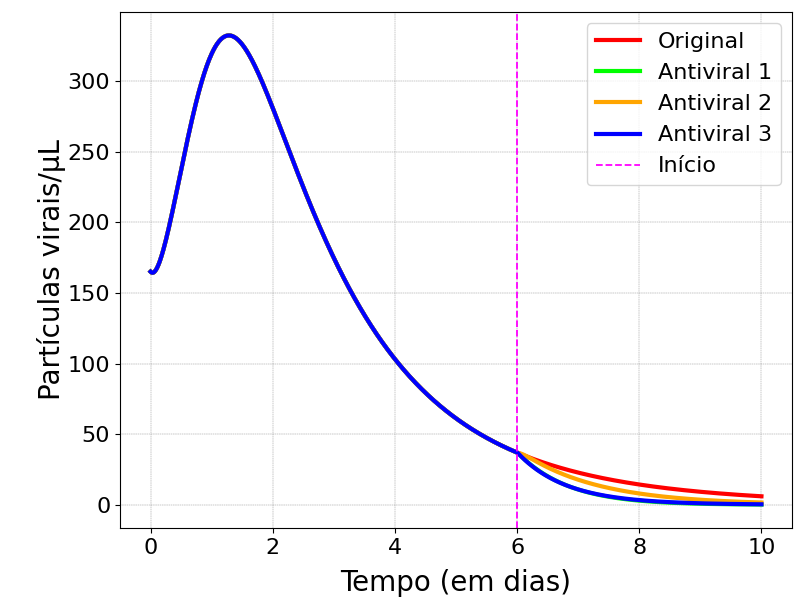 Partículas virais/μL
300
250
200
150
100
50
0
0 2 4 6 8 10
Tempo (em dias)
Original
Antiviral 1
Antiviral 2
Antiviral 3
Início